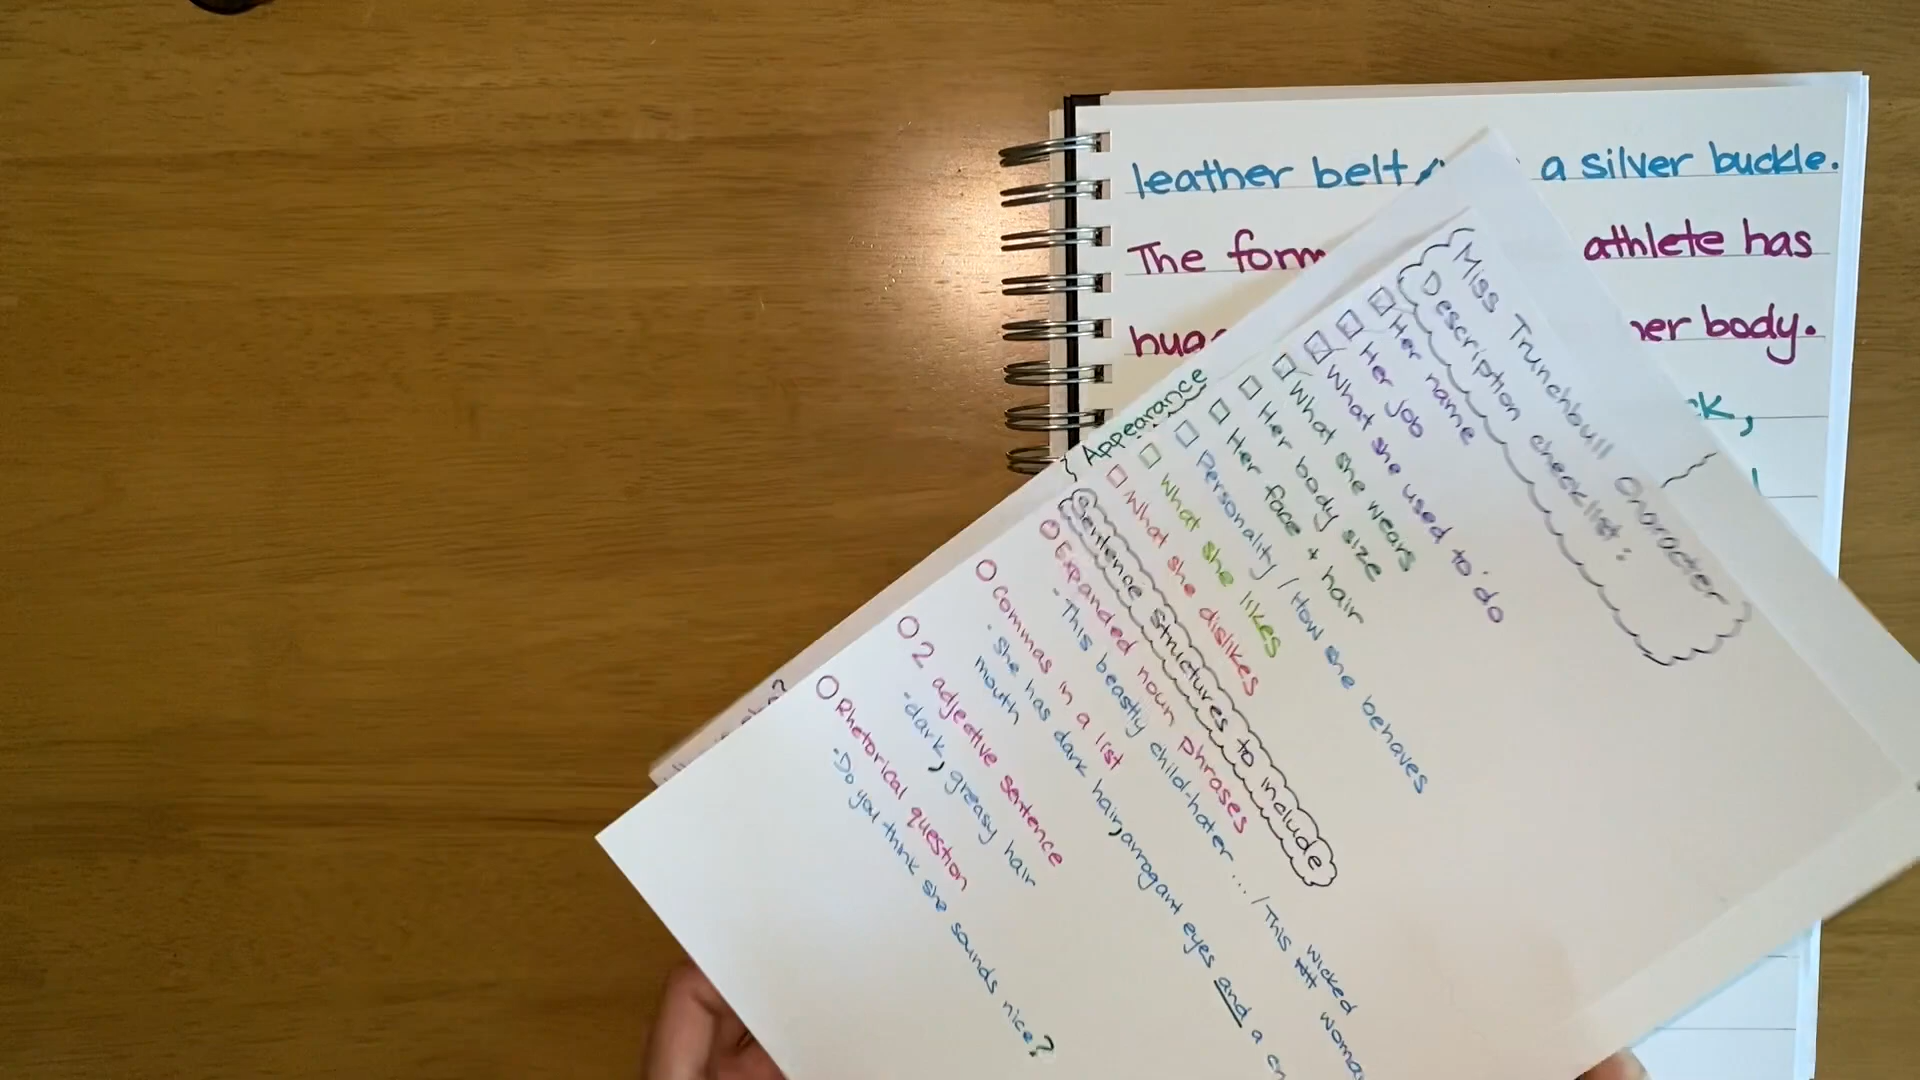 leather belt a silver buckle.
The form athlete has
her body.
Miss Trunchbull Character
Description checklist:
Her name
Her job
What she used to do
What she wears
Her body size
Her face + hair
Appearance
Personality / How she behaves
What she likes
What she dislikes
Sentence structures to include
Expanded noun phrases
- This beastly child-hater .... / This wicked woma
Commas in a list
- She has dark hair, arrogant eyes and a
mouth
2 adjective sentence
- dark, greasy hair
Rhetorical question
- Do you think she sounds nice?